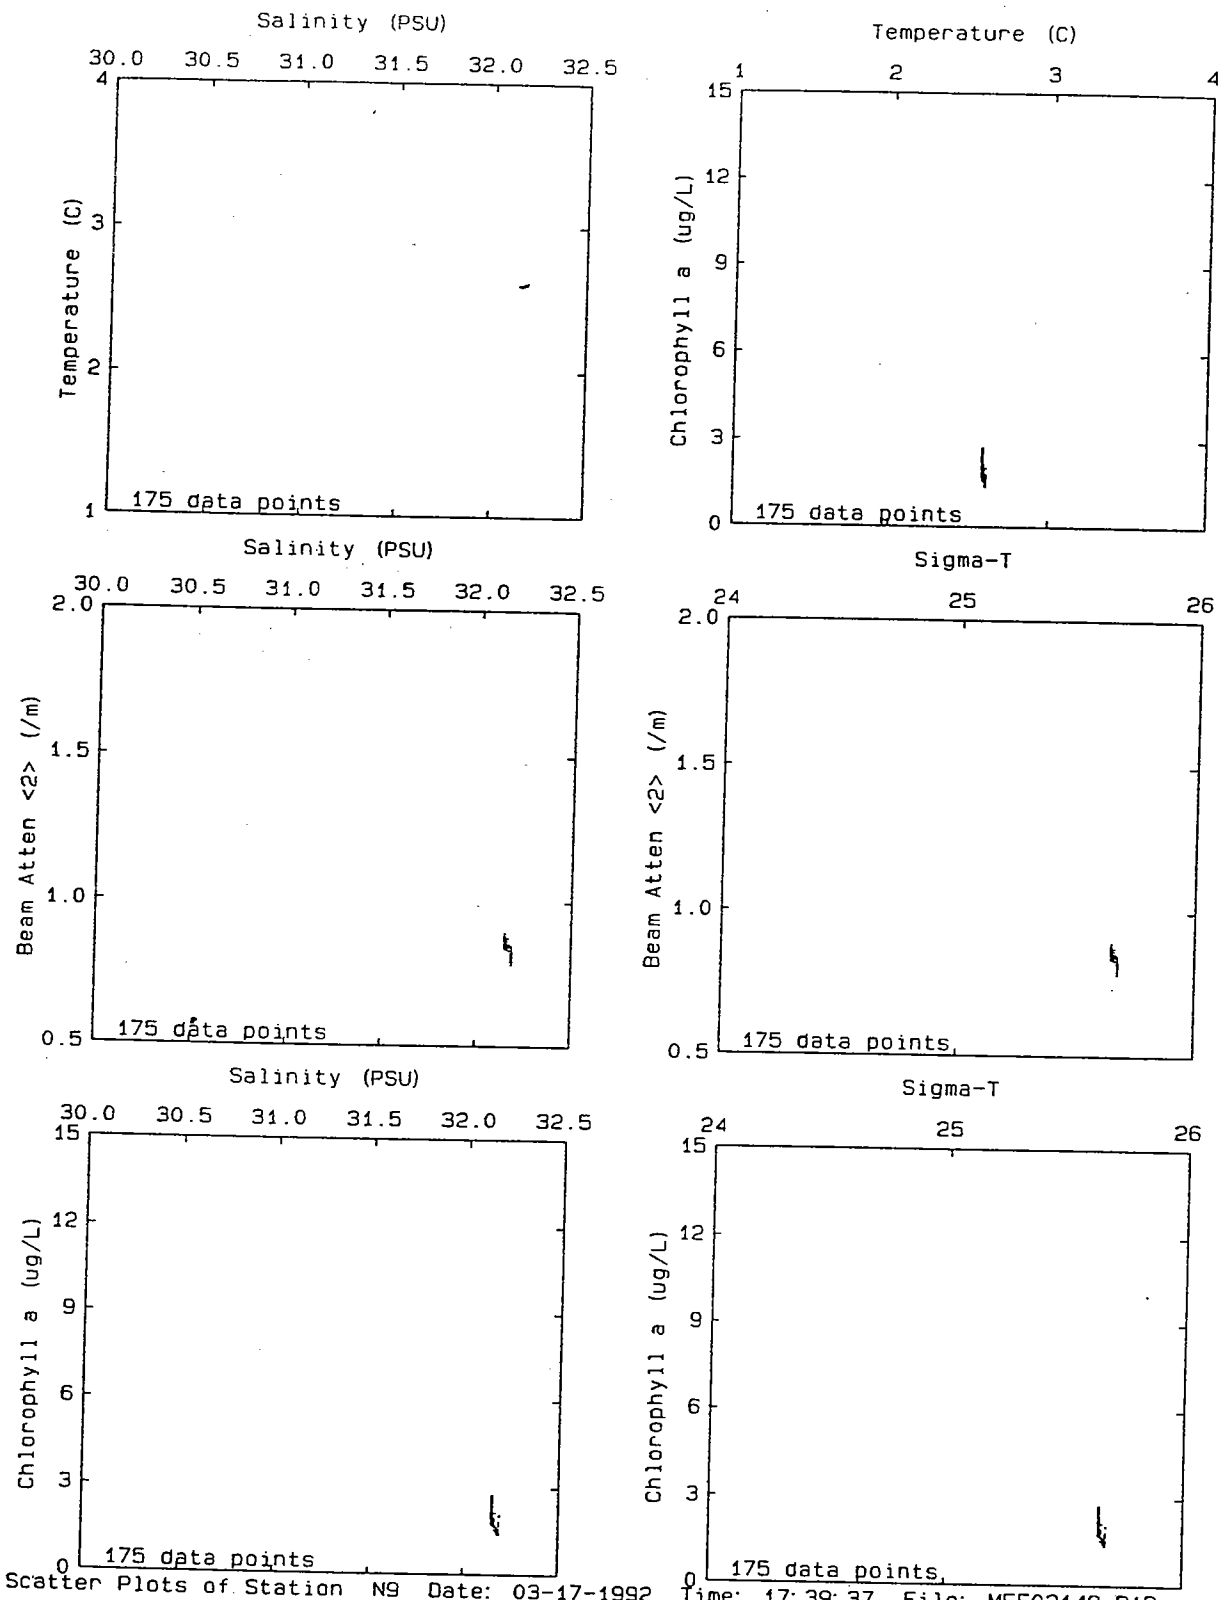 Salinity (PSU)
30.0 30.5 31.0 31.5 32.0 32.5
4
3
2
1
Temperature (C)
175 data points
Temperature (C)
1 2 3 4
15
12
9
6
3
0
Chlorophyll a (ug/L)
175 data points
Salinity (PSU)
30.0 30.5 31.0 31.5 32.0 32.5
2.0
1.5
1.0
0.5
Beam Atten <2> (/m)
175 data points
Sigma-T
24 25 26
2.0
1.5
1.0
0.5
Beam Atten <2> (/m)
175 data points
Salinity (PSU)
30.0 30.5 31.0 31.5 32.0 32.5
15
12
9
6
3
0
Chlorophyll a (ug/L)
175 data points
Sigma-T
24 25 26
15
12
9
6
3
0
Chlorophyll a (ug/L)
175 data points
Scatter Plots of Station N9 Date: 03-17-1992 Time: 17:39:37 File: